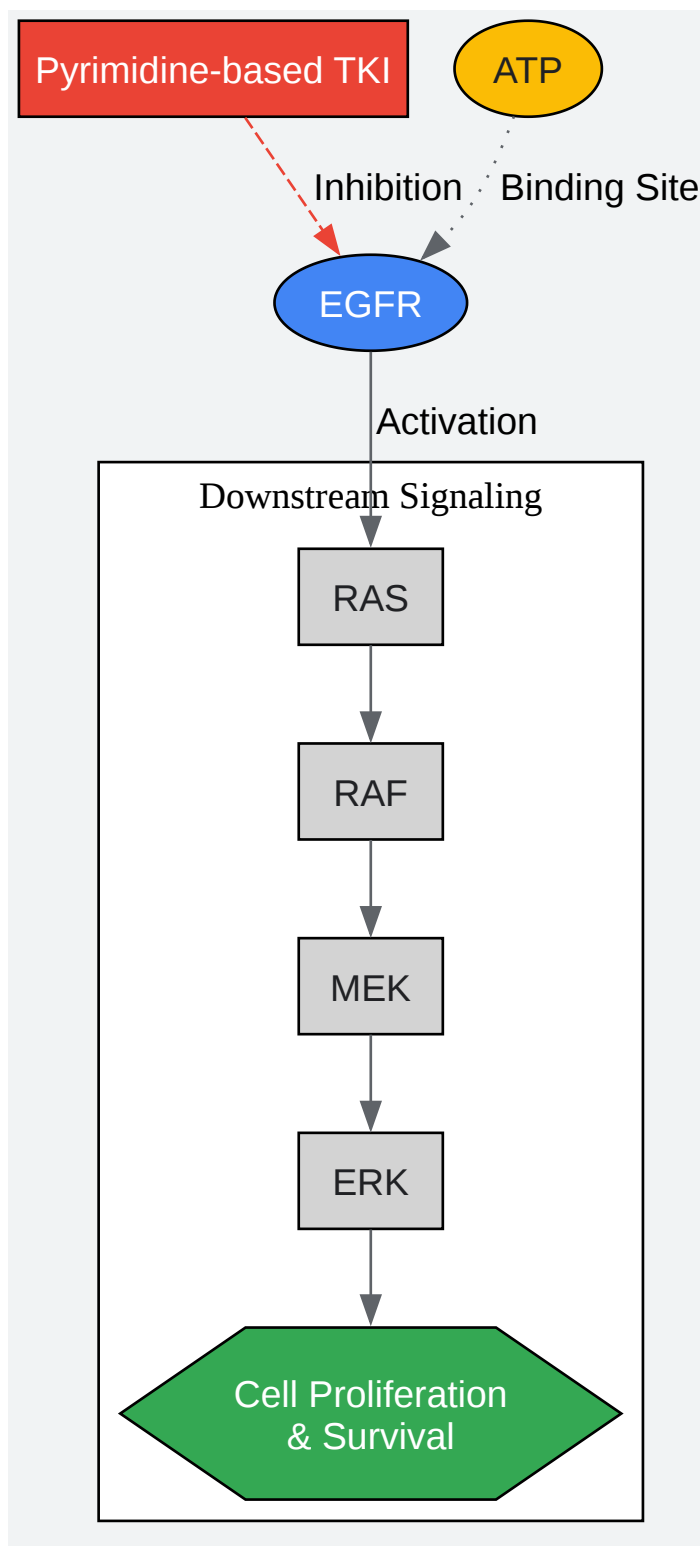 Pyrimidine-based TKI
ATP
Inhibition
Binding Site
EGFR
Activation
Downstream Signaling
RAS
RAF
MEK
ERK
Cell Proliferation
& Survival